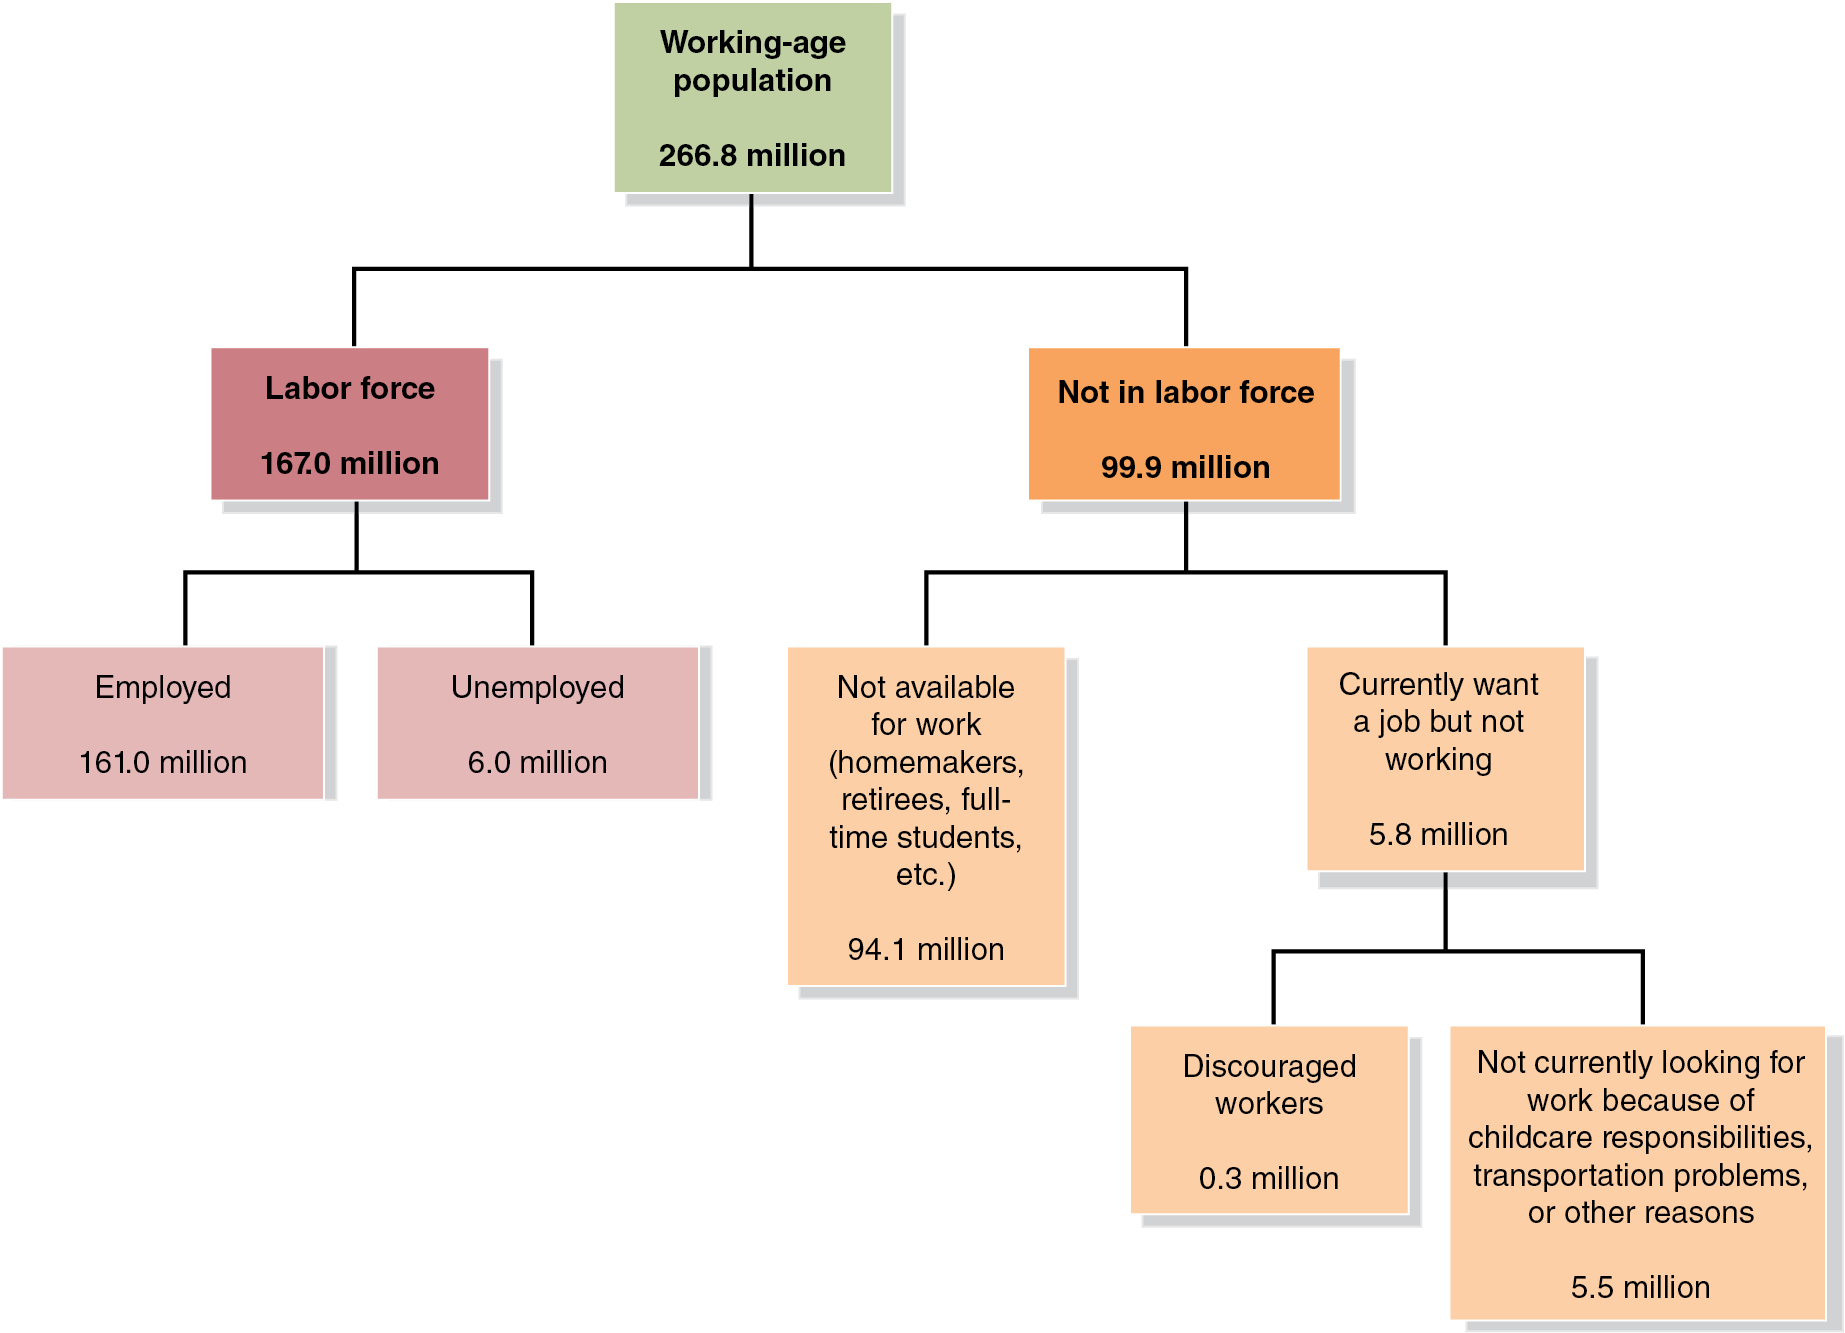 Working-age
population
266.8 million
Labor force
167.0 million
Not in labor force
99.9 million
Employed
161.0 million
Unemployed
6.0 million
Not available
for work
(homemakers,
retirees, full-
time students,
etc.)
94.1 million
Currently want
a job but not
working
5.8 million
Discouraged
workers
0.3 million
Not currently looking for
work because of
childcare responsibilities,
transportation problems,
or other reasons
5.5 million